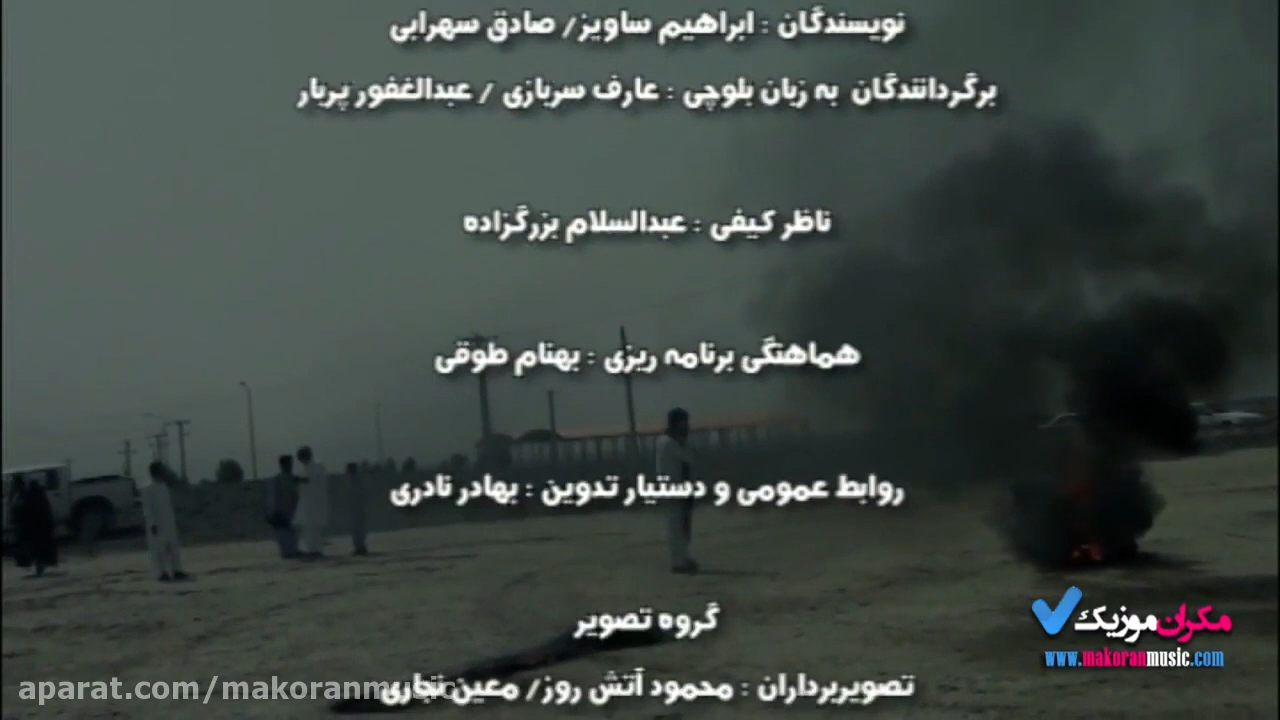 نویسندگان : ابراهیم ساویز/ صادق سهرابی
برگردانندگان به زبان بلوچی : عارف سربازی / عبدالغفور پربار
ناظر کیفی : عبدالسلام بزرگزاده
هماهنگی برنامه ریزی : بهنام طوقی
روابط عمومی و دستیار تدوین : بهادر نادری
گروه تصویر
تصویربرداران : محمود آتش روز/ معین نجاری
مکران موزیک
www.makoranmusic.com
aparat.com/makoranmusic